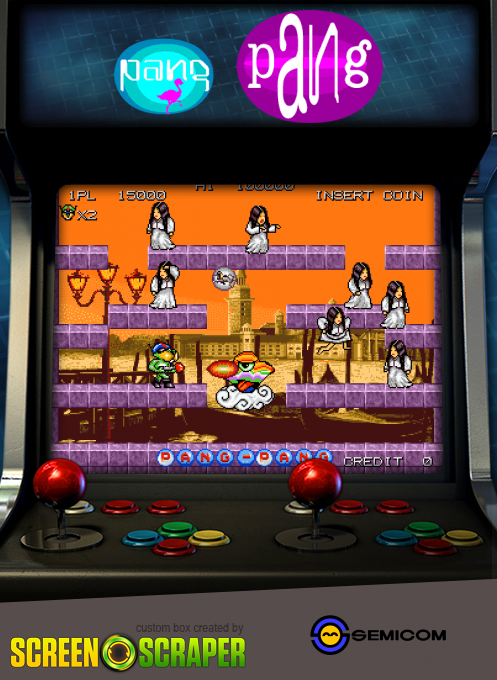 pang
pang
1PL 15000 HI 100000 INSERT COIN
X2
PANG-PANG
CREDIT 0
custom box created by
SCREEN SCRAPER
SEMICOM